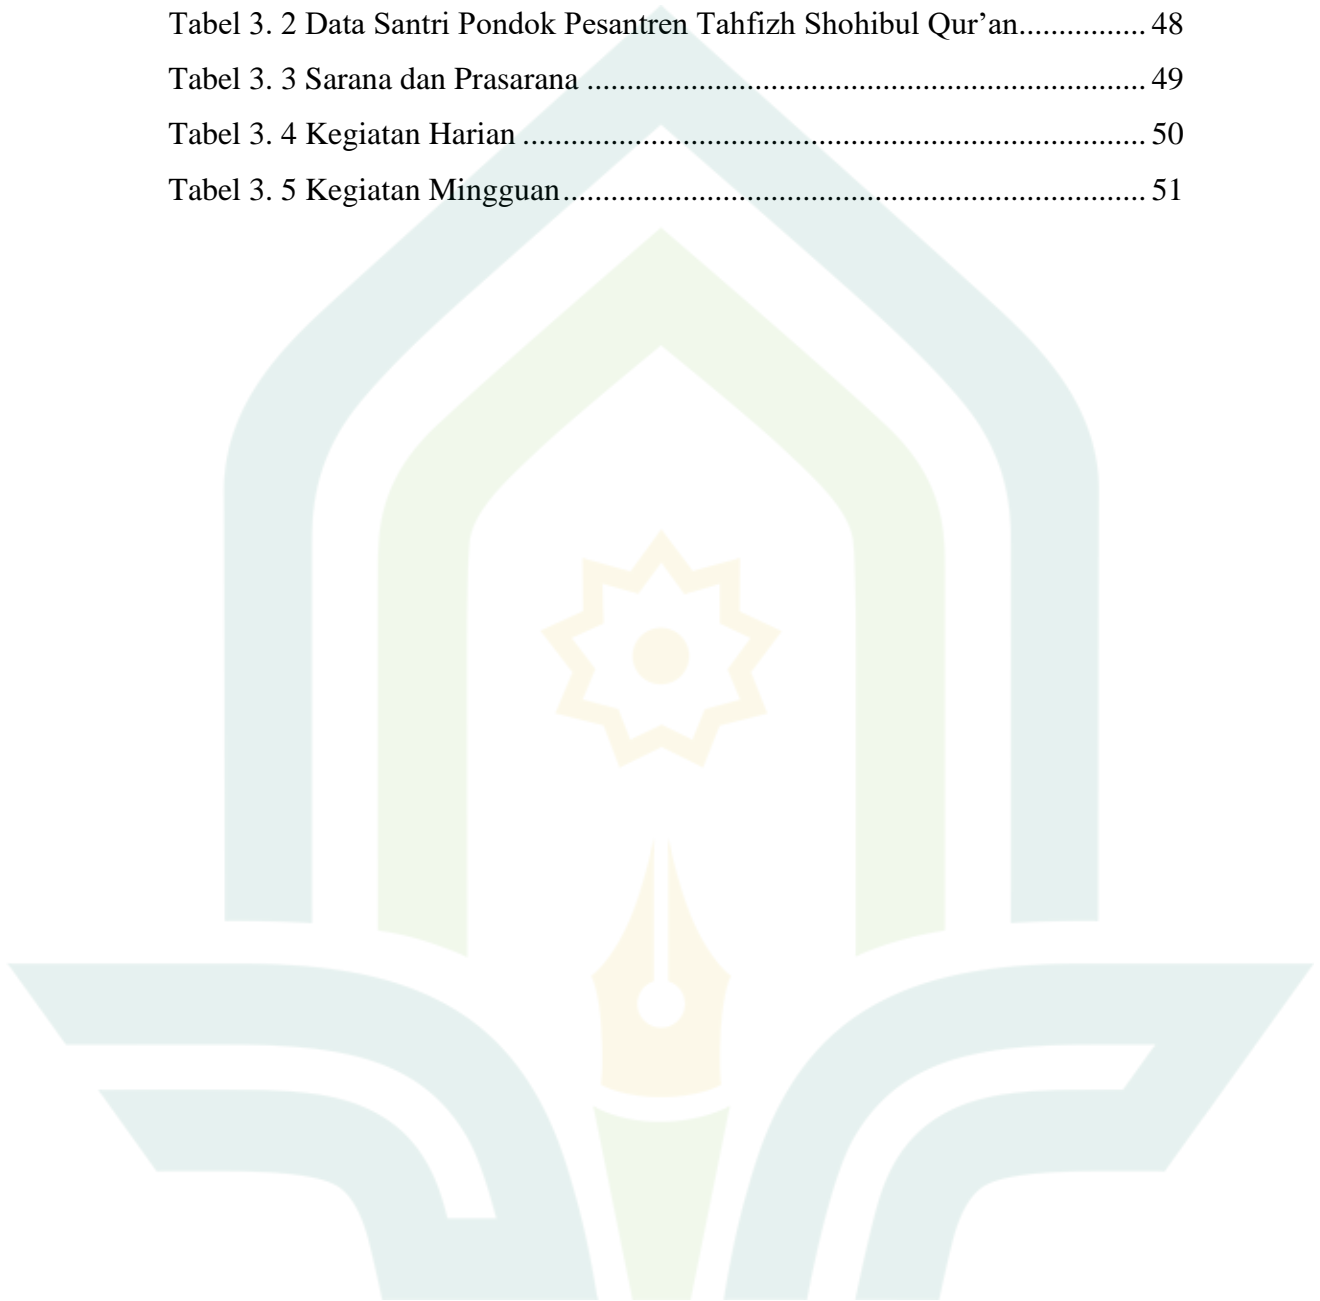 Tabel 3. 2 Data Santri Pondok Pesantren Tahfizh Shohibul Qur’an................ 48
Tabel 3. 3 Sarana dan Prasarana ...................................................................... 49
Tabel 3. 4 Kegiatan Harian .............................................................................. 50
Tabel 3. 5 Kegiatan Mingguan......................................................................... 51